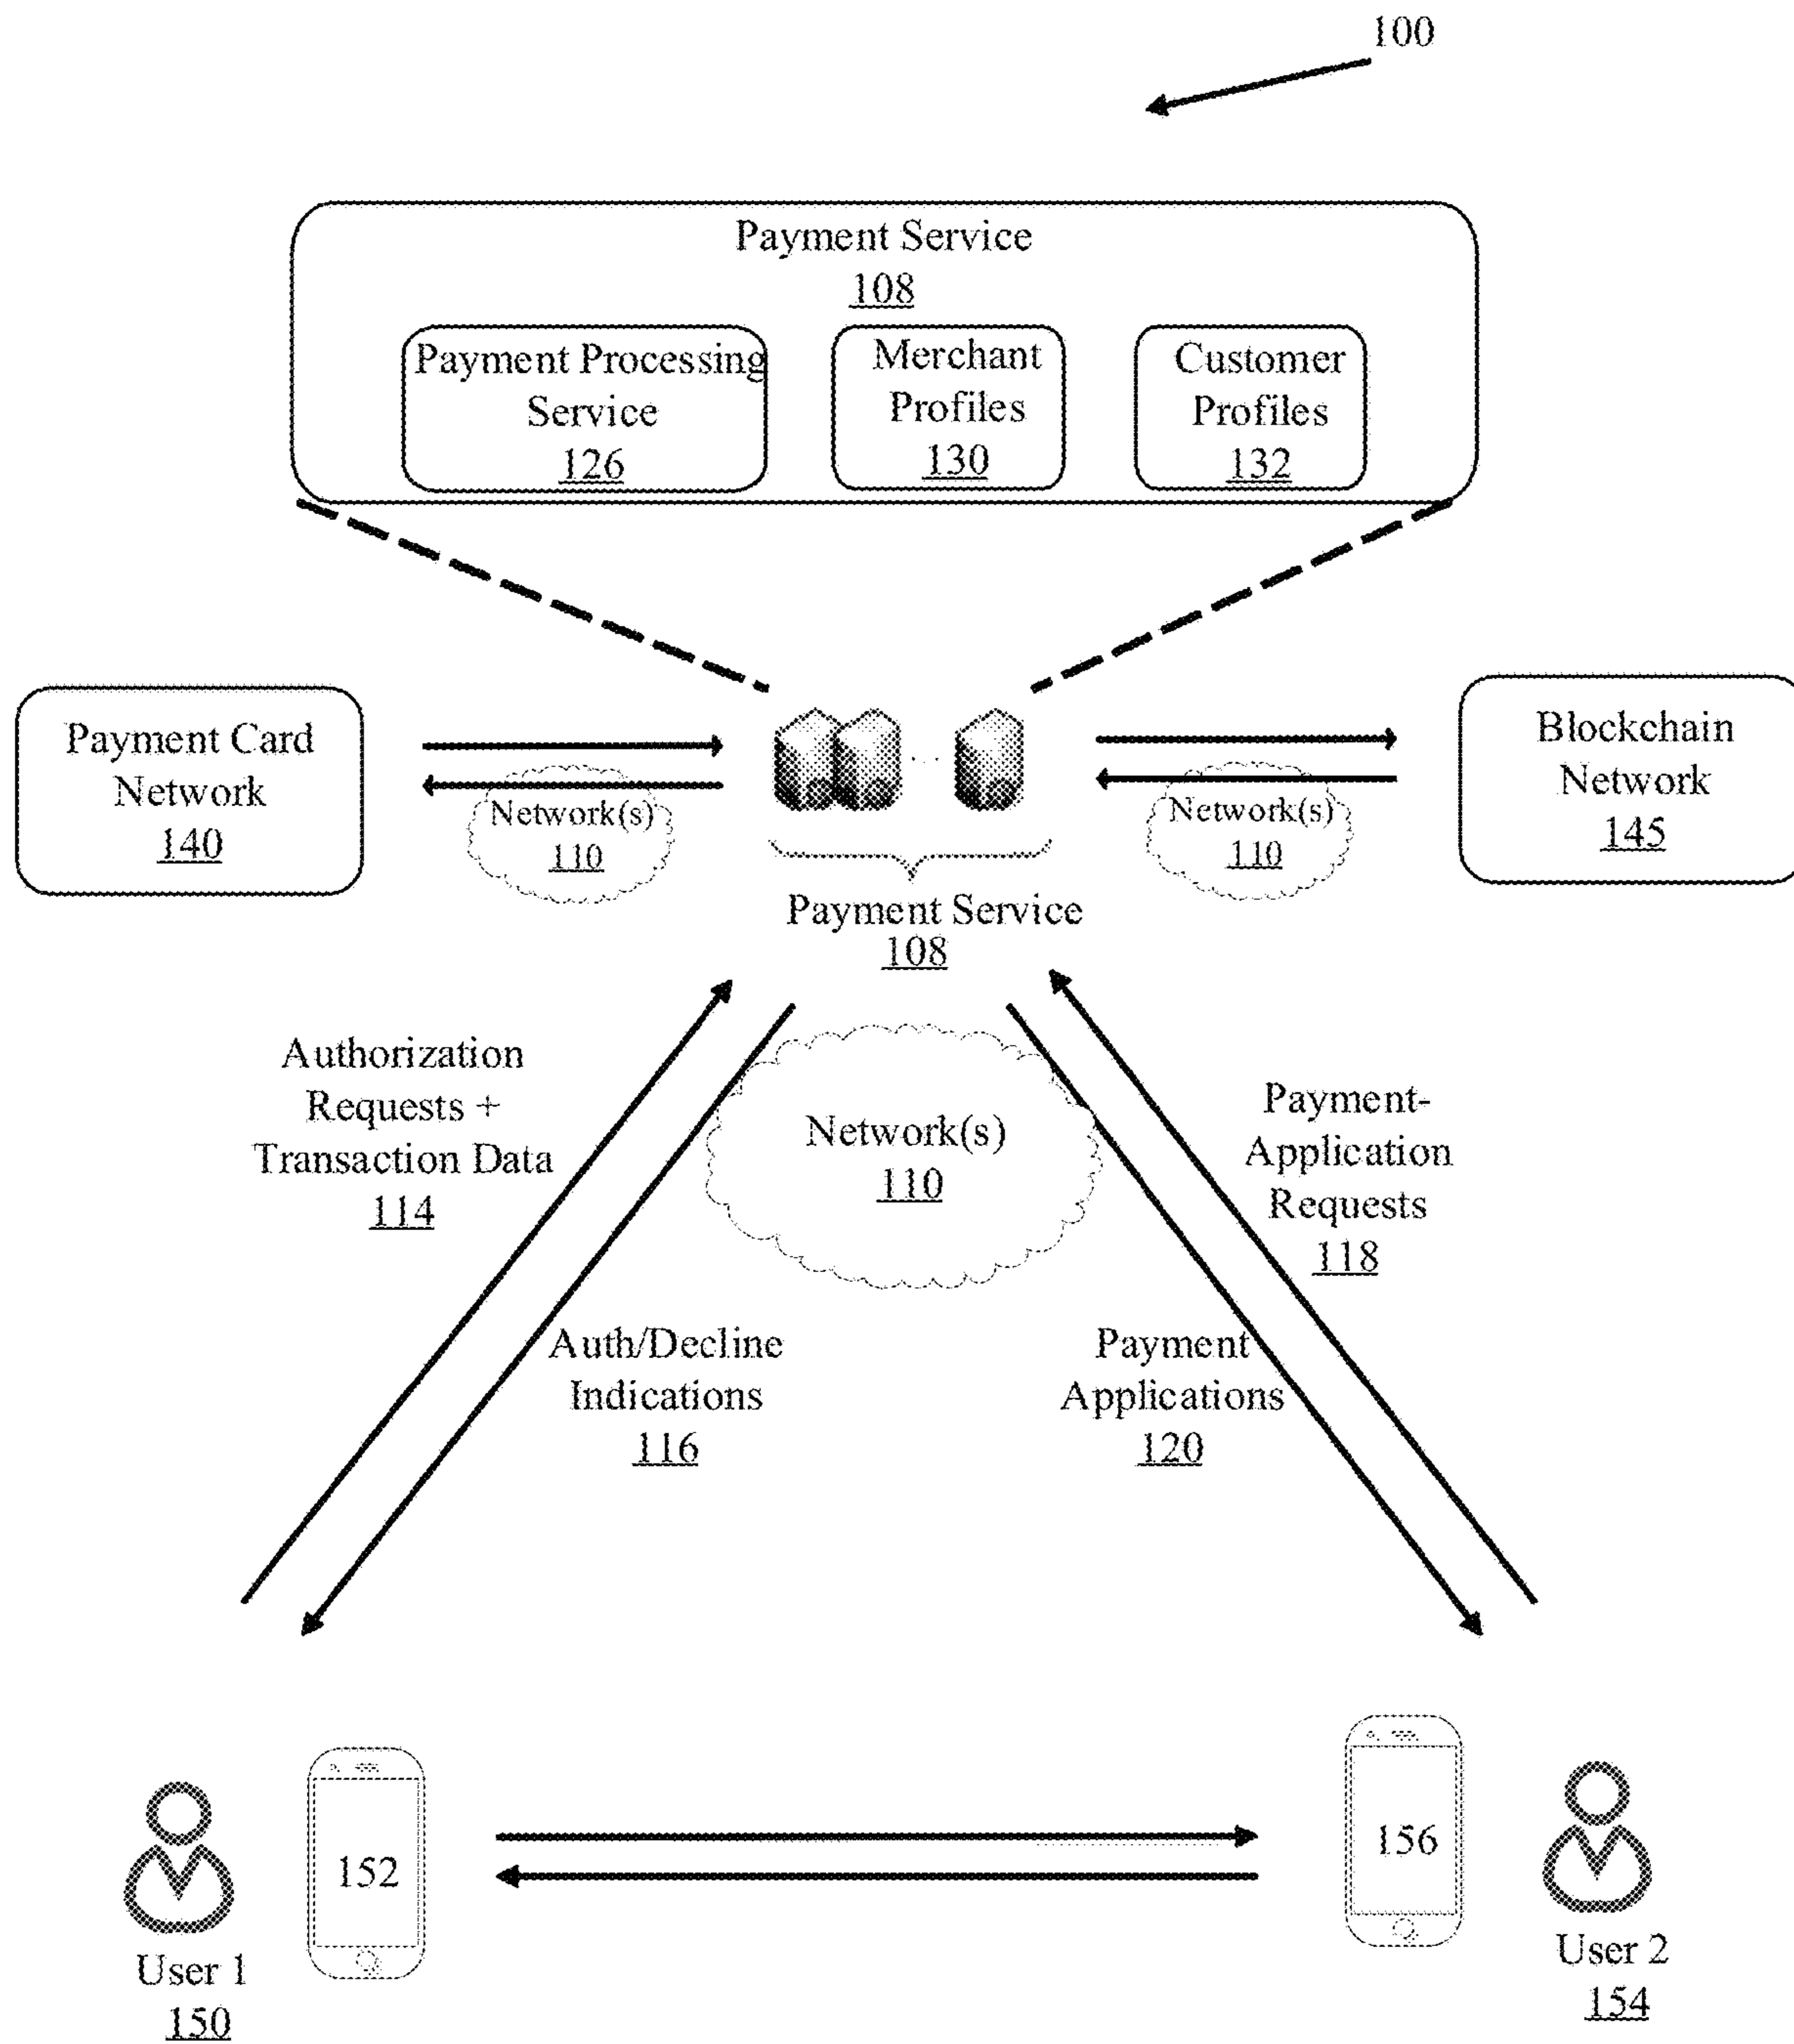 100
Payment Service
108
Payment Processing
Service
126
Merchant
Profiles
130
Customer
Profiles
132
Payment Card
Network
140
Network(s)
110
Payment Service
108
Network(s)
110
Blockchain
Network
145
Authorization
Requests +
Transaction Data
114
Network(s)
110
Payment-
Application
Requests
118
Auth/Decline
Indications
116
Payment
Applications
120
152
User 1
150
156
User 2
154